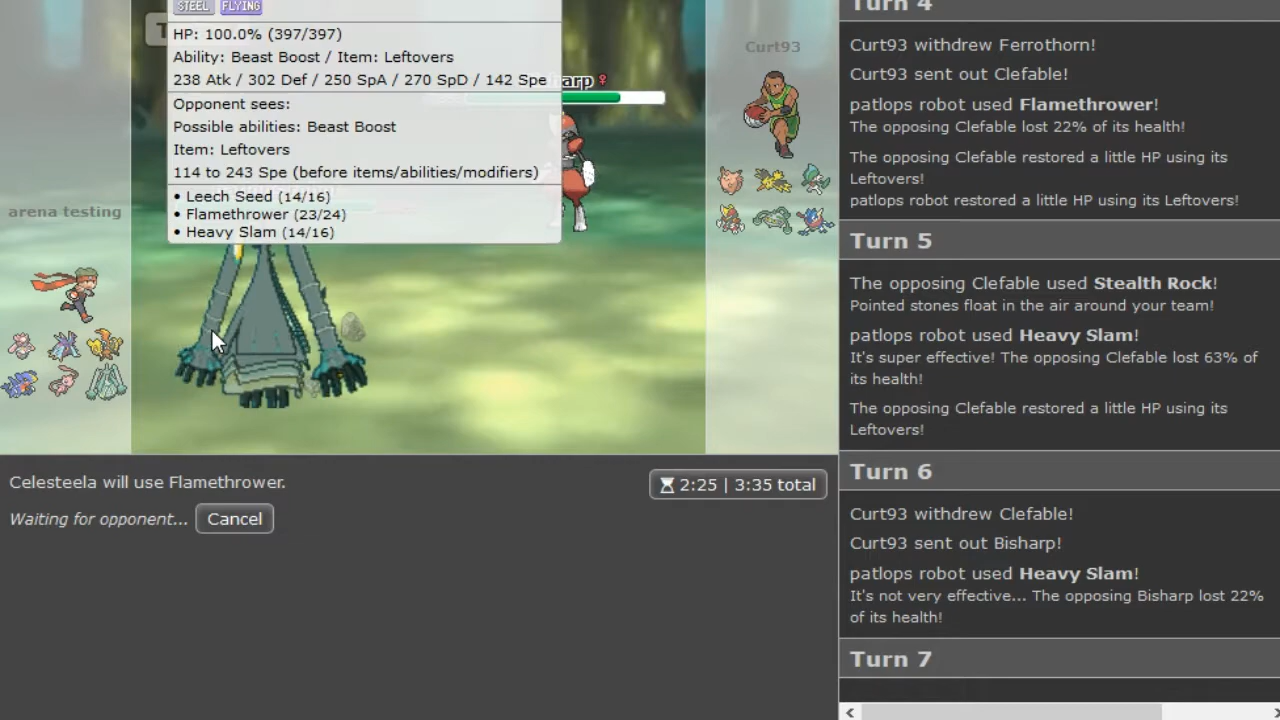 STEEL FLYING
HP: 100.0% (397/397)
Ability: Beast Boost / Item: Leftovers
238 Atk / 302 Def / 250 SpA / 270 SpD / 142 Spe
Opponent sees:
Possible abilities: Beast Boost
Item: Leftovers
114 to 243 Spe (before items/abilities/modifiers)
• Leech Seed (14/16)
• Flamethrower (23/24)
• Heavy Slam (14/16)
arp ♀
Curt93
arena testing
Celesteela will use Flamethrower.
Waiting for opponent... Cancel
2:25 | 3:35 total
Turn 4
Curt93 withdrew Ferrothorn!
Curt93 sent out Clefable!
patlops robot used Flamethrower!
The opposing Clefable lost 22% of its health!
The opposing Clefable restored a little HP using its
Leftovers!
patlops robot restored a little HP using its Leftovers!
Turn 5
The opposing Clefable used Stealth Rock!
Pointed stones float in the air around your team!
patlops robot used Heavy Slam!
It's super effective! The opposing Clefable lost 63% of
its health!
The opposing Clefable restored a little HP using its
Leftovers!
Turn 6
Curt93 withdrew Clefable!
Curt93 sent out Bisharp!
patlops robot used Heavy Slam!
It's not very effective... The opposing Bisharp lost 22%
of its health!
Turn 7